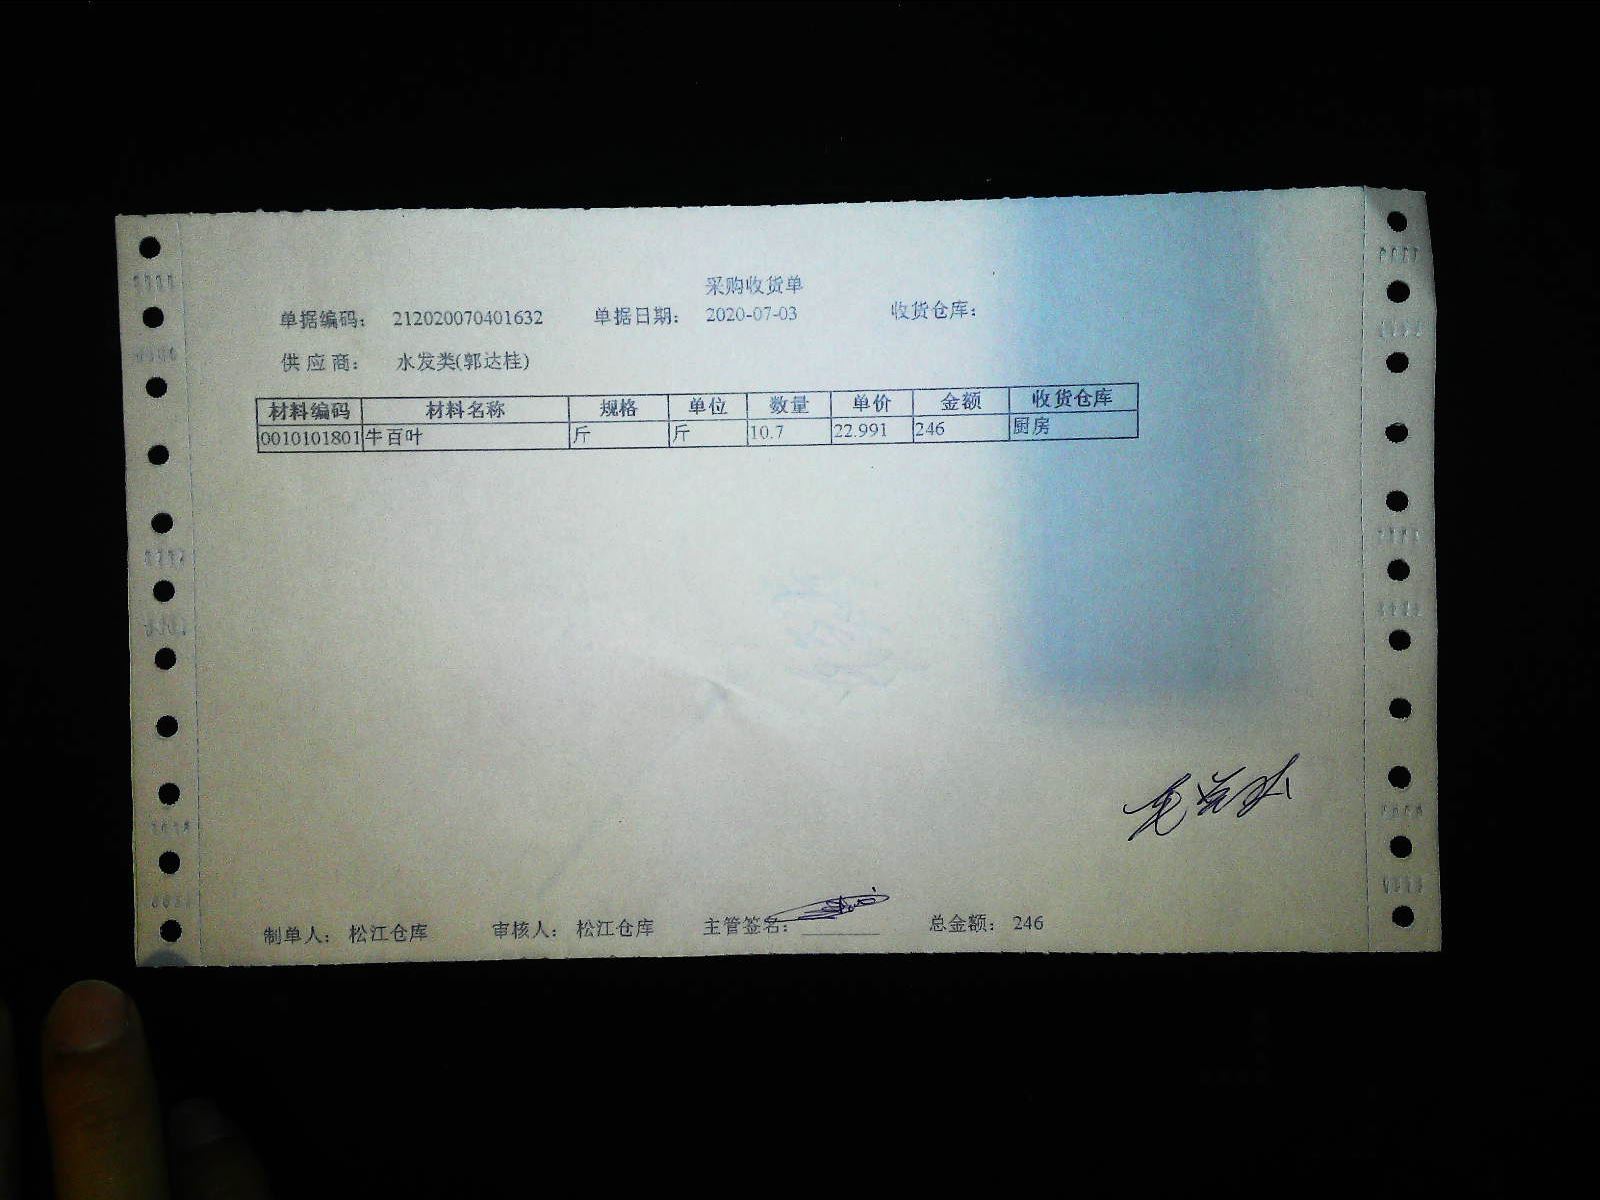 采购收货单
单据编码： 212020070401632 单据日期： 2020-07-03 收货仓库：
供 应 商： 水发类(郭达桂)
材料编码 材料名称 规格 单位 数量 单价 金额 收货仓库
0010101801 牛百叶 斤 斤 10.7 22.991 246 厨房
制单人： 松江仓库 审核人： 松江仓库 主管签名： 总金额： 246